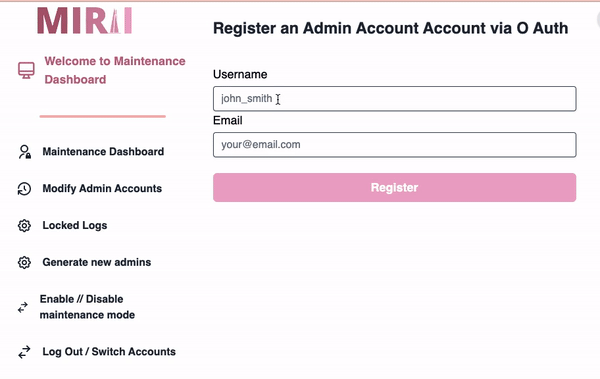 MIRAI
Register an Admin Account Account via O Auth
Welcome to Maintenance
Dashboard
Username
john_smith
Email
your@email.com
Register
Maintenance Dashboard
Modify Admin Accounts
Locked Logs
Generate new admins
Enable // Disable
maintenance mode
Log Out / Switch Accounts